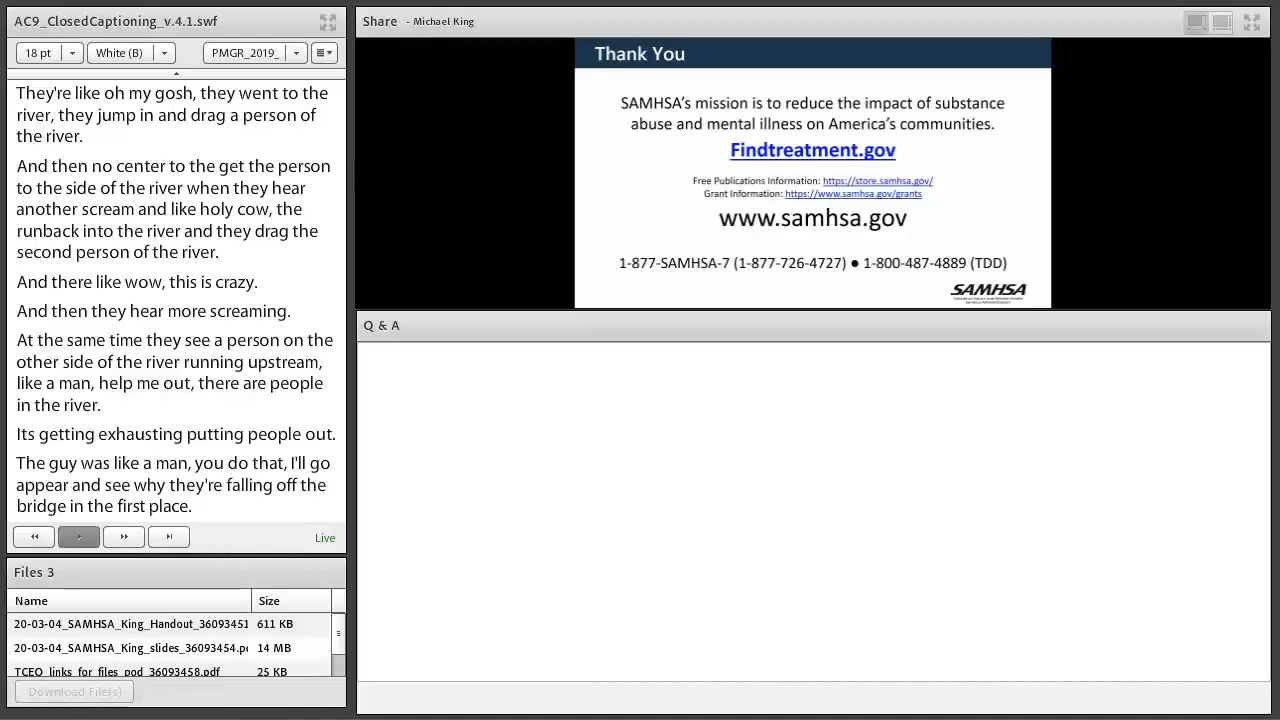 AC9_ClosedCaptioning_v.4.1.swf
18 pt
White (B)
PMGR_2019_
They're like oh my gosh, they went to the
river, they jump in and drag a person of
the river.
And then no center to the get the person
to the side of the river when they hear
another scream and like holy cow, the
runback into the river and they drag the
second person of the river.
And there like wow, this is crazy.
And then they hear more screaming.
At the same time they see a person on the
other side of the river running upstream,
like a man, help me out, there are people
in the river.
Its getting exhausting putting people out.
The guy was like a man, you do that, I'll go
appear and see why they're falling off the
bridge in the first place.
Live
Files 3
Name Size
20-03-04_SAMHSA_King_Handout_36093451 611 KB
20-03-04_SAMHSA_King_slides_36093454.p 14 MB
TCEO_links_for_files_pod_36093458.pdf 25 KB
Download File(s)
Share - Michael King
Thank You
SAMHSA's mission is to reduce the impact of substance
abuse and mental illness on America's communities.
Findtreatment.gov
Free Publications Information: https://store.samhsa.gov/
Grant Information: https://www.samhsa.gov/grants
www.samhsa.gov
1-877-SAMHSA-7 (1-877-726-4727) ● 1-800-487-4889 (TDD)
SAMHSA
Substance Abuse and Mental Health
Services Administration
Q & A